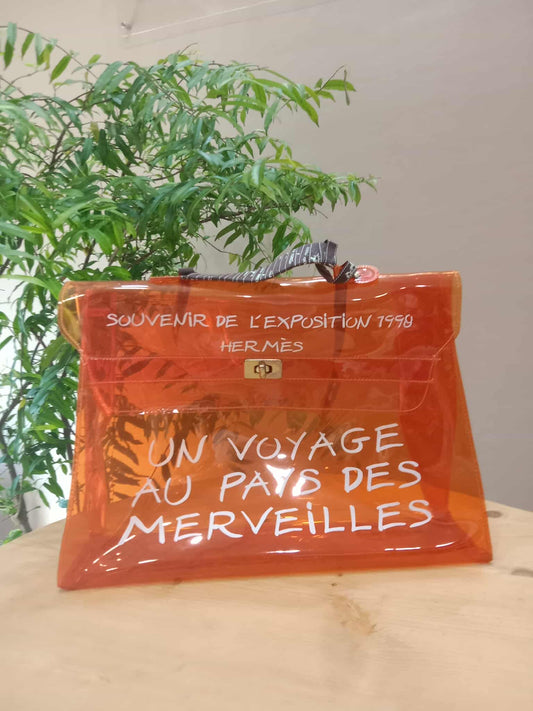 SOUVENIR DE L'EXPOSITION 1998
HERMÈS
UN VOYAGE
AU PAYS DES
MERVEiLLES